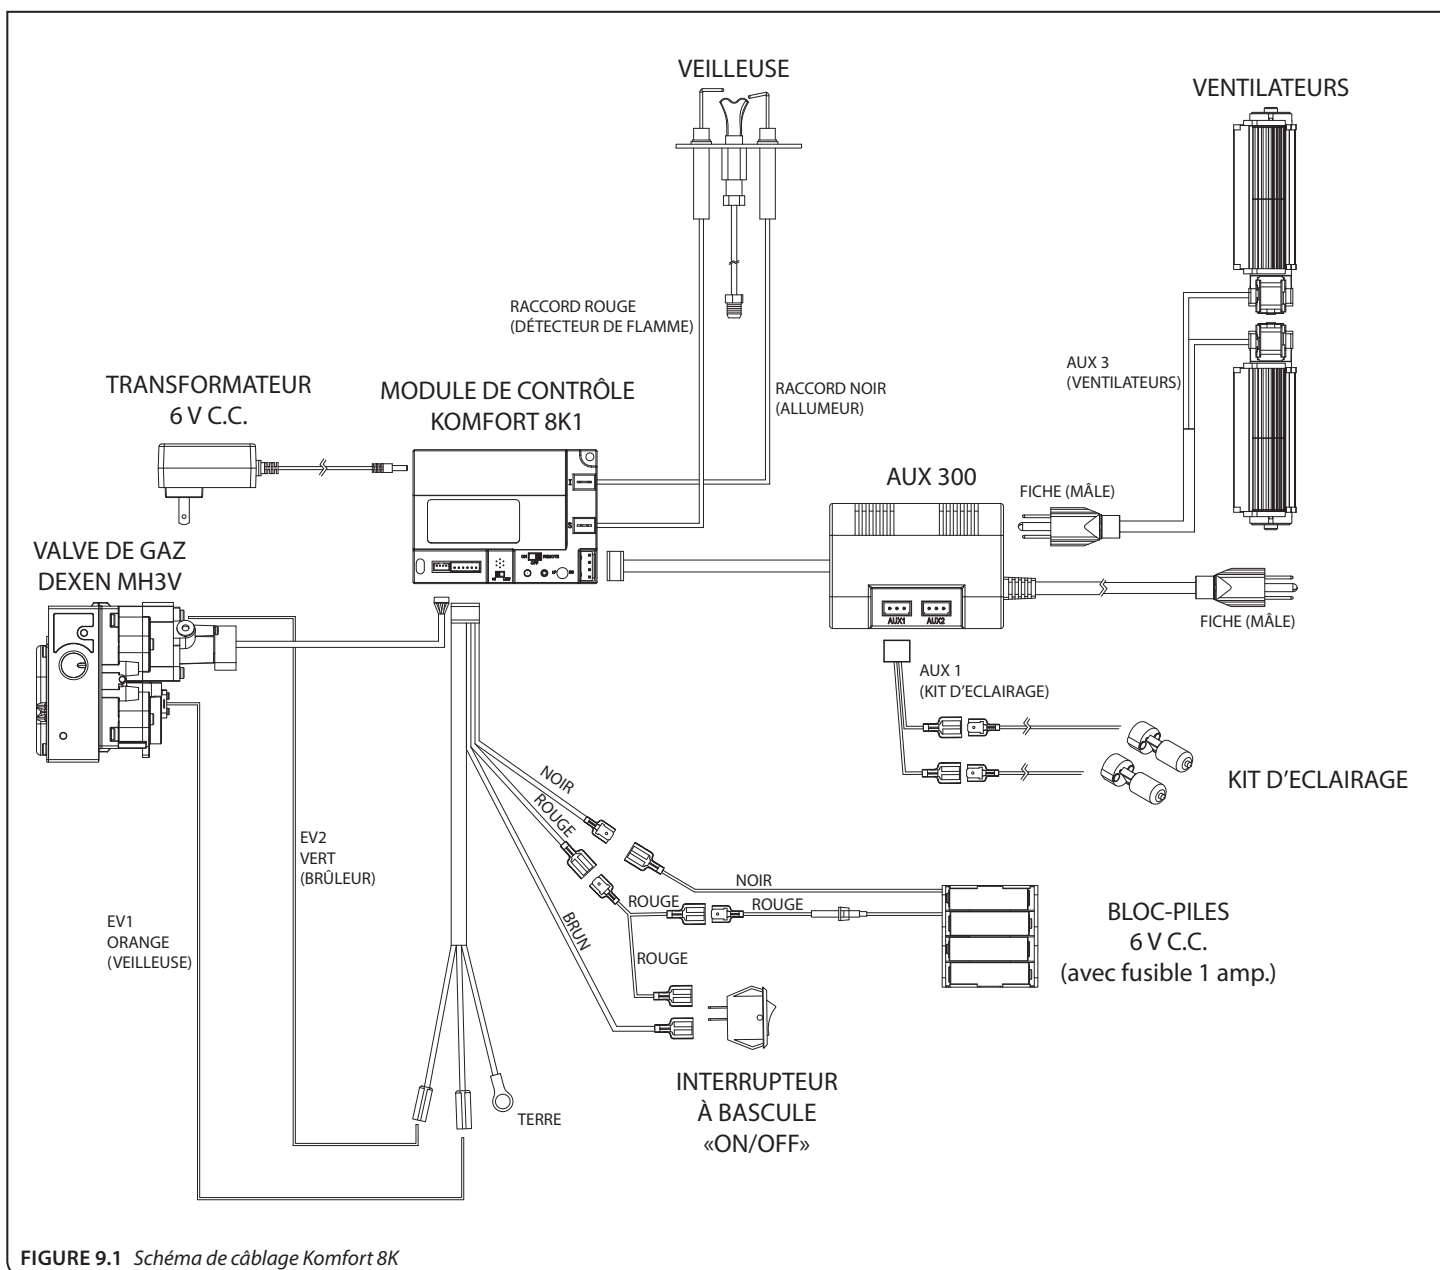 VEILLEUSE
VENTILATEURS
RACCORD ROUGE
(DÉTECTEUR DE FLAMME)
AUX 3
(VENTILATEURS)
TRANSFORMATEUR
6 V C.C.
MODULE DE CONTRÔLE
KOMFORT 8K1
RACCORD NOIR
(ALLUMEUR)
AUX 300
FICHE (MÂLE)
I
S
ON
REMOTE
OFF
VALVE DE GAZ
DEXEN MH3V
FICHE (MÂLE)
AUX1
AUX2
AUX 1
(KIT D'ECLAIRAGE)
KIT D'ECLAIRAGE
NOIR
ROUGE
EV2
VERT
(BRÛLEUR)
NOIR
ROUGE
ROUGE
BRUN
ROUGE
BLOC-PILES
6 V C.C.
(avec fusible 1 amp.)
EV1
ORANGE
(VEILLEUSE)
INTERRUPTEUR
À BASCULE
«ON/OFF»
TERRE
FIGURE 9.1 Schéma de câblage Komfort 8K